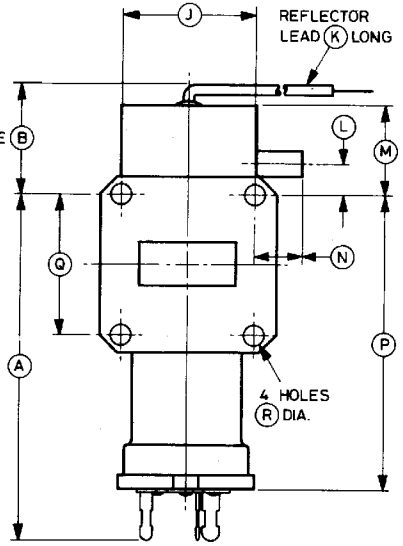 J
REFLECTOR
LEAD K LONG
E B
L
M
Q
N
A
P
4 HOLES
R DIA.